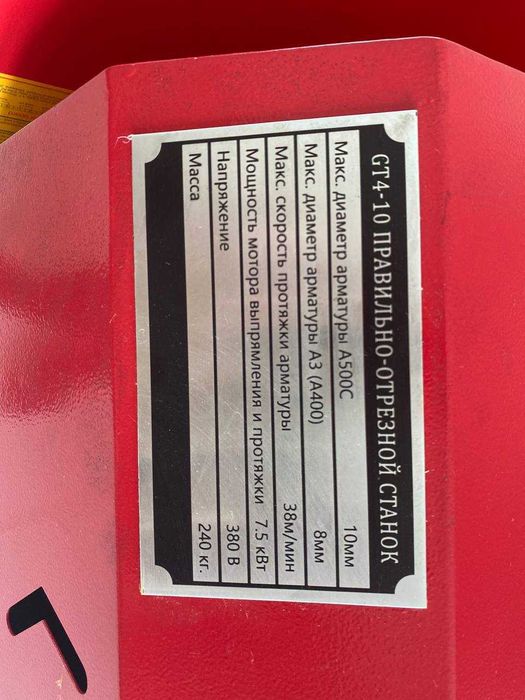 GT4-10 ПРАВИЛЬНО-ОТРЕЗНОЙ СТАНОК
Макс. диаметр арматуры А500С 10мм
Макс. диаметр арматуры А3 (А400) 8мм
Макс. скорость протяжки арматуры 38м/мин
Мощность мотора выпрямления и протяжки 7.5 кВт
Напряжение 380 В
Масса 240 кг.